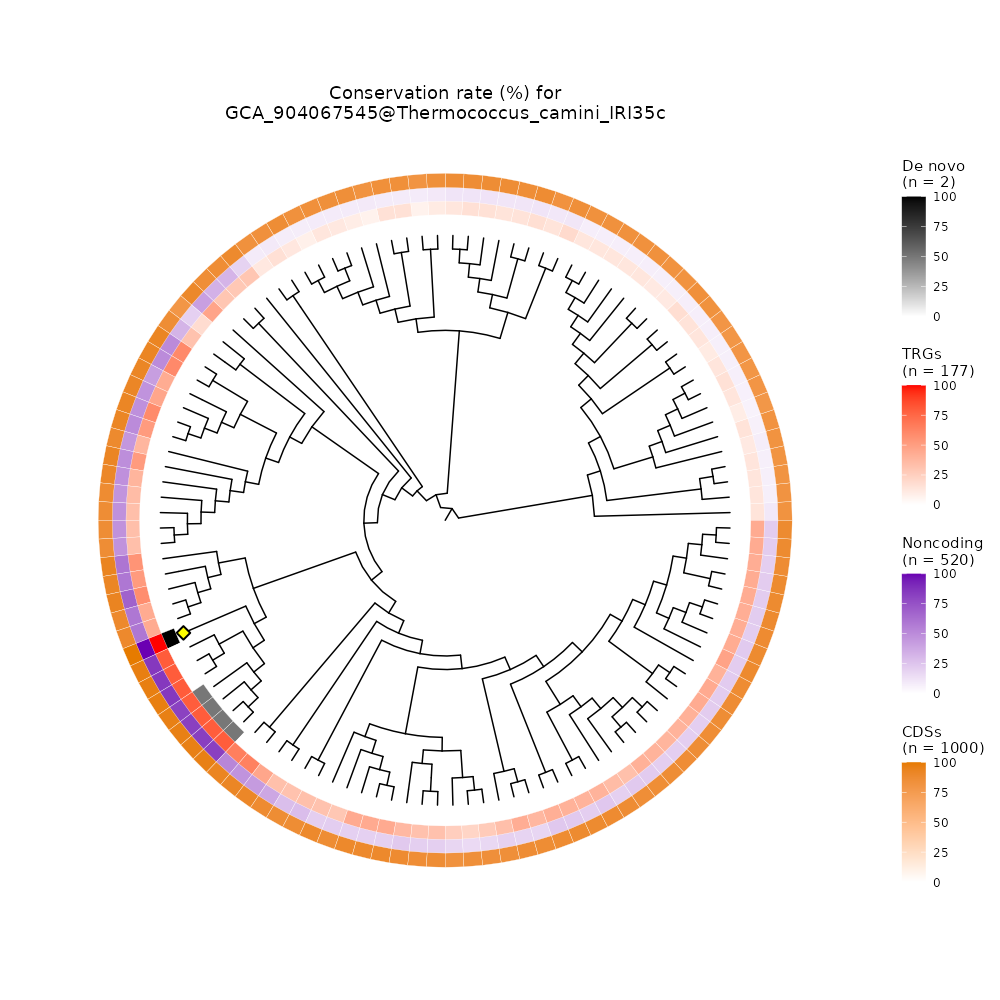 Conservation rate (%) for
GCA_904067545@Thermococcus_camini_IRI35c
De novo
(n = 2)
100
75
50
25
0
TRGs
(n = 177)
100
75
50
25
0
Noncoding
(n = 520)
100
75
50
25
0
CDSs
(n = 1000)
100
75
50
25
0